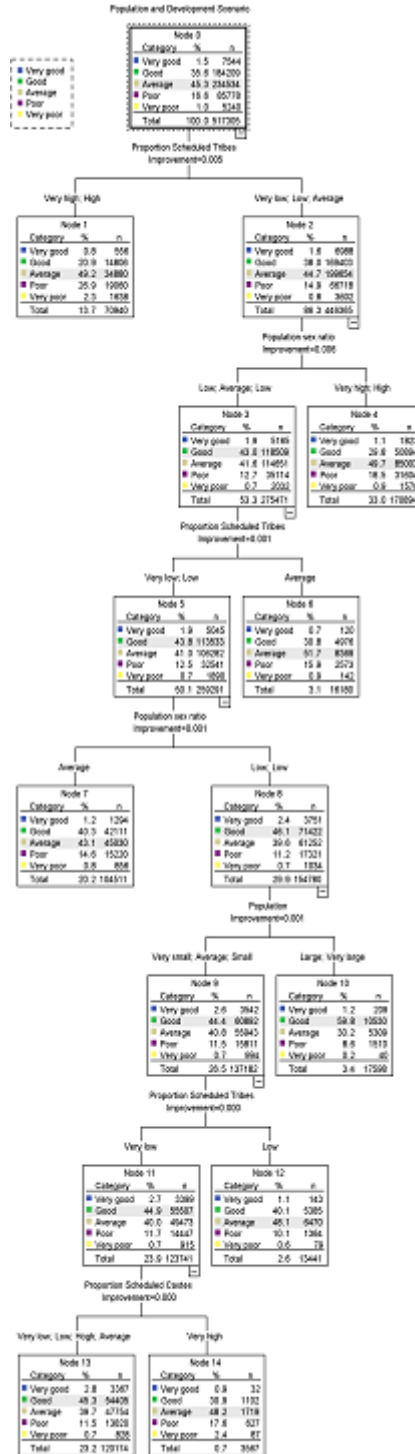 Population and Development Scenario
Very good
Good
Average
Poor
Very poor
Node 0
Category % n
Very good 1.5 7544
Good 35.6 184209
Average 45.3 234534
Poor 16.6 85778
Very poor 1.0 5240
Total 100.0 517305
Proportion Scheduled Tribes
Improvement=0.005
Very high; High
Very low; Low; Average
Node 1
Category % n
Very good 0.8 556
Good 20.9 14806
Average 49.2 34880
Poor 26.9 19060
Very poor 2.3 1638
Total 13.7 70940
Node 2
Category % n
Very good 1.6 6988
Good 38.0 169403
Average 44.7 199654
Poor 14.9 66718
Very poor 0.8 3602
Total 86.3 446365
Population sex ratio
Improvement=0.005
Low; Average; Low
Very high; High
Node 3
Category % n
Very good 1.9 5165
Good 43.0 118509
Average 41.6 114651
Poor 12.7 35114
Very poor 0.7 2032
Total 53.3 275471
Node 4
Category %
Very good 1.1
Good 29.8
Average 49.7
Poor 18.5
Very poor 0.9
Total 33.0
Proportion Scheduled Tribes
Improvement=0.001
Very low; Low
Average
Node 5
Category % n
Very good 1.9 5045
Good 43.8 113533
Average 41.0 106282
Poor 12.5 32541
Very poor 0.7 1890
Total 50.1 259291
Node 6
Category % n
Very good 0.7 120
Good 30.8 4976
Average 51.7 8369
Poor 15.9 2573
Very poor 0.9 142
Total 3.1 16180
Population sex ratio
Improvement=0.001
Average
Low; Low
Node 7
Category % n
Very good 1.2 1294
Good 40.3 42111
Average 43.1 45030
Poor 14.6 15220
Very poor 0.8 856
Total 20.2 104511
Node 8
Category % n
Very good 2.4 3751
Good 46.1 71422
Average 39.6 61252
Poor 11.2 17321
Very poor 0.7 1034
Total 29.9 154780
Population
Improvement=0.001
Very small; Average; Small
Large; Very large
Node 9
Category % n
Very good 2.6 3542
Good 44.4 60892
Average 40.8 55943
Poor 11.5 15811
Very poor 0.7 994
Total 26.5 137182
Node 10
Category % n
Very good 1.2 209
Good 59.8 10530
Average 30.2 5309
Poor 8.6 1510
Very poor 0.2 40
Total 3.4 17598
Proportion Scheduled Tribes
Improvement=0.000
Very low
Low
Node 11
Category % n
Very good 2.7 3399
Good 44.9 55507
Average 40.0 49473
Poor 11.7 14447
Very poor 0.7 915
Total 23.9 123741
Node 12
Category % n
Very good 1.1 143
Good 40.1 5385
Average 48.1 6470
Poor 10.1 1364
Very poor 0.6 79
Total 2.6 13441
Proportion Scheduled Castes
Improvement=0.000
Very low; Low; High; Average
Very high
Node 13
Category % n
Very good 2.8 3367
Good 45.3 54405
Average 39.7 47754
Poor 11.5 13820
Very poor 0.7 828
Total 23.2 120174
Node 14
Category % n
Very good 0.9 32
Good 30.9 1102
Average 48.2 1719
Poor 17.6 627
Very poor 2.4 87
Total 0.7 3567